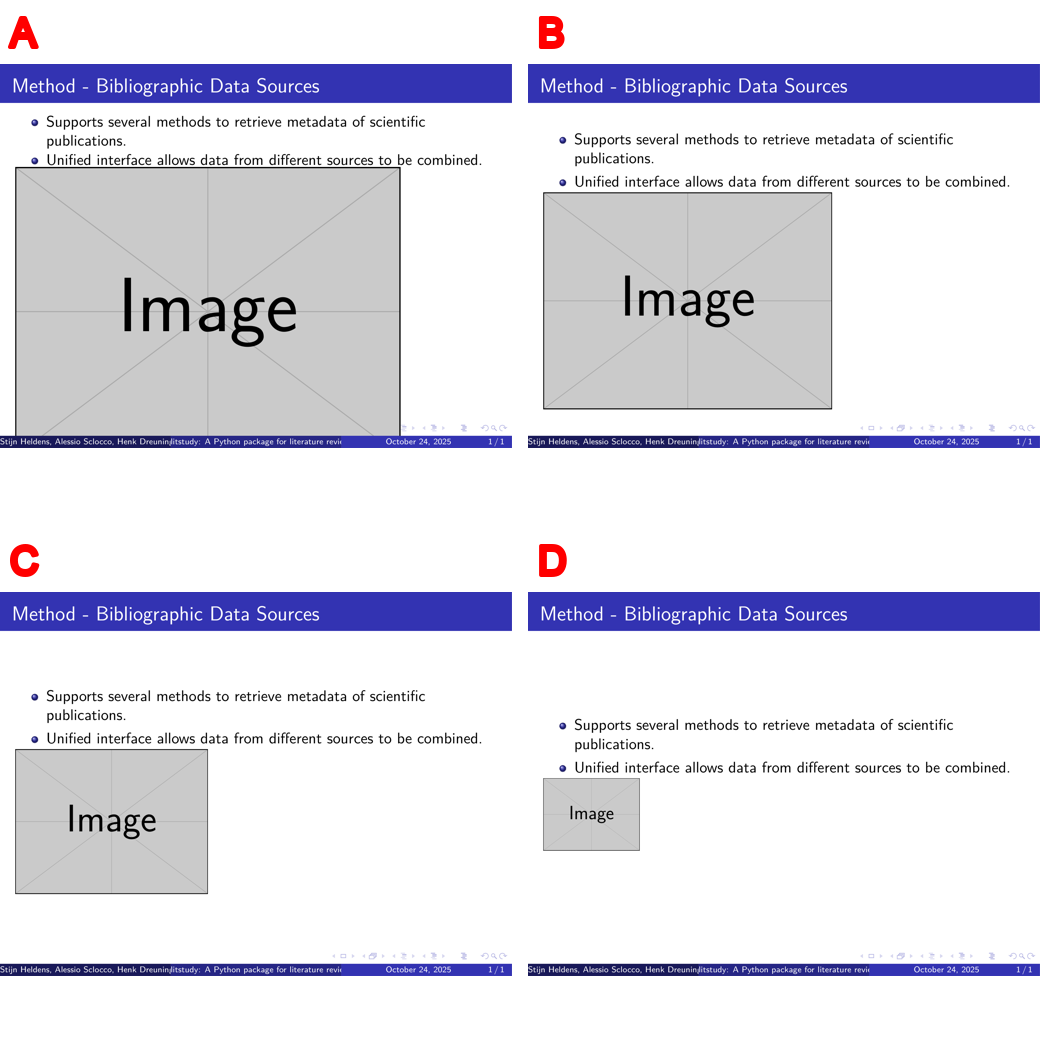 A
Method - Bibliographic Data Sources
Supports several methods to retrieve metadata of scientific
publications.
Unified interface allows data from different sources to be combined.
Image
Stijn Heldens, Alessio Sclocco, Henk Dreuning litstudy: A Python package for literature revie October 24, 2025 1 / 1
B
Method - Bibliographic Data Sources
Supports several methods to retrieve metadata of scientific
publications.
Unified interface allows data from different sources to be combined.
Image
Stijn Heldens, Alessio Sclocco, Henk Dreuning litstudy: A Python package for literature revie October 24, 2025 1 / 1
C
Method - Bibliographic Data Sources
Supports several methods to retrieve metadata of scientific
publications.
Unified interface allows data from different sources to be combined.
Image
Stijn Heldens, Alessio Sclocco, Henk Dreuning litstudy: A Python package for literature revie October 24, 2025 1 / 1
D
Method - Bibliographic Data Sources
Supports several methods to retrieve metadata of scientific
publications.
Unified interface allows data from different sources to be combined.
Image
Stijn Heldens, Alessio Sclocco, Henk Dreuning litstudy: A Python package for literature revie October 24, 2025 1 / 1